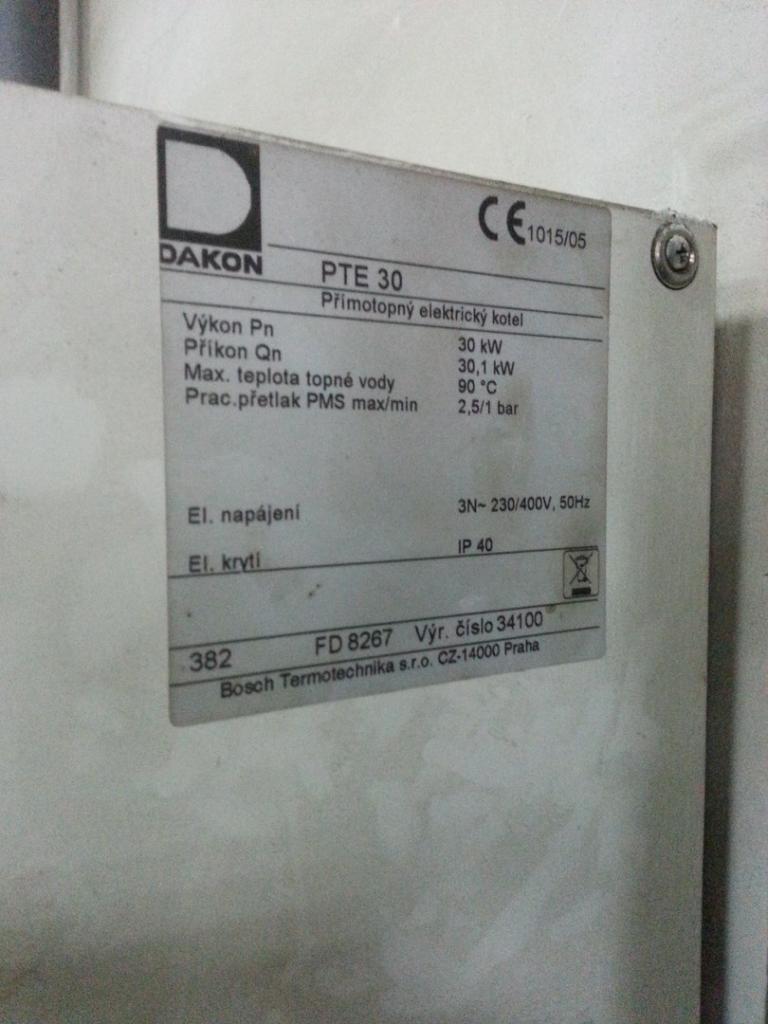 DAKON
CE 1015/05
PTE 30
Přímotopný elektrický kotel
Výkon Pn 30 kW
Příkon Qn 30,1 kW
Max. teplota topné vody 90 °C
Prac.přetlak PMS max/min 2,5/1 bar
El. napájení 3N~ 230/400V, 50Hz
El. krytí IP 40
382 FD 8267 Výr. číslo 34100
Bosch Termotechnika s.r.o. CZ-14000 Praha